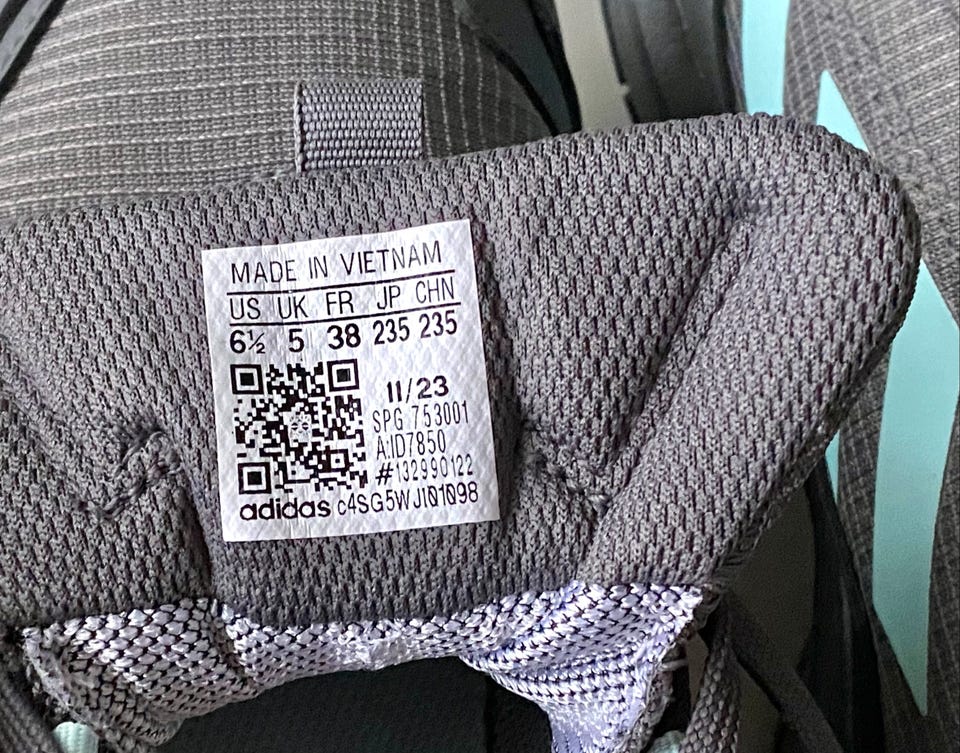 MADE IN VIETNAM
US UK FR JP CHN
6½ 5 38 235 235
11/23
SPG 753001
A:ID7850
#132990122
adidas c4SG5WJI01098